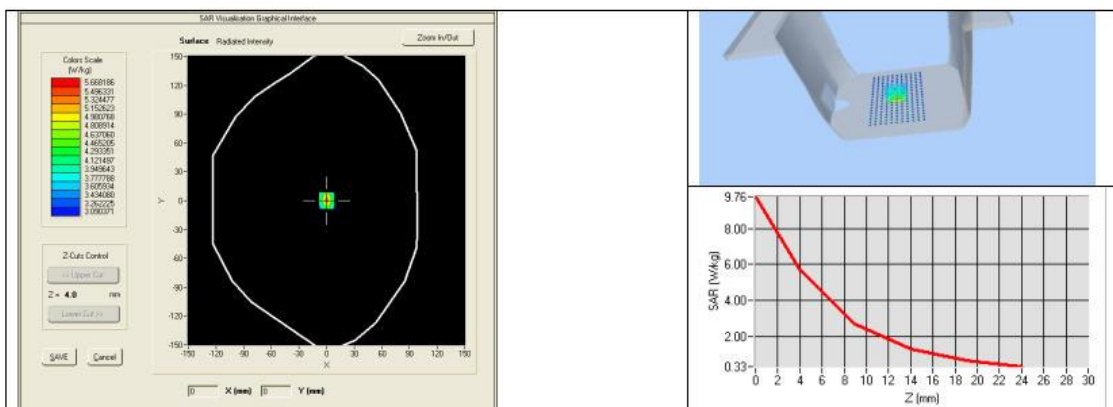 SAR Visualisation Graphical Interface
Surface Radiated Intensity
Zoom In/Out
Colors Scale
(W/kg)
5.668186
5.496331
5.324477
5.152623
4.980768
4.808914
4.637060
4.465205
4.293351
4.121497
3.949643
3.777788
3.605934
3.434080
3.262225
3.090371
150
120
90
60
30
0
-30
-60
-90
-120
-150
Y
-150 -120 -90 -60 -30 0 30 60 90 120 150
X
Z-Cuts Control
<< Upper Cut
Z = 4.0 mm
Lower Cut >>
SAVE Cancel
0 X (mm) 0 Y (mm)
9.76
8.00
6.00
4.00
2.00
0.33
SAR (W/kg)
0 2 4 6 8 10 12 14 16 18 20 22 24 26 28 30
Z (mm)